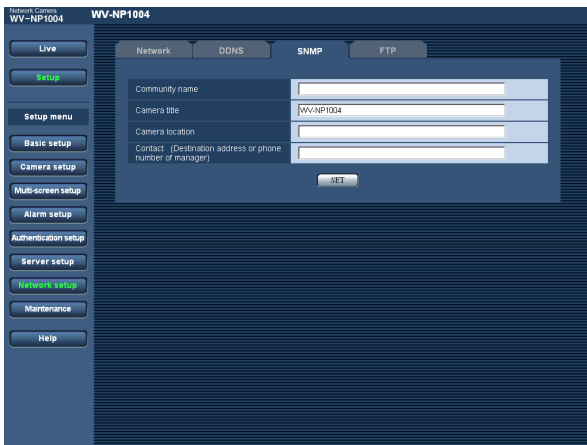 Network Camera
WV-NP1004
WV-NP1004
Live
Setup
Setup menu
Basic setup
Camera setup
Multi-screen setup
Alarm setup
Authentication setup
Server setup
Network setup
Maintenance
Help
Network DDNS SNMP FTP
Community name
Camera title WV-NP1004
Camera location
Contact (Destination address or phone
number of manager)
SET